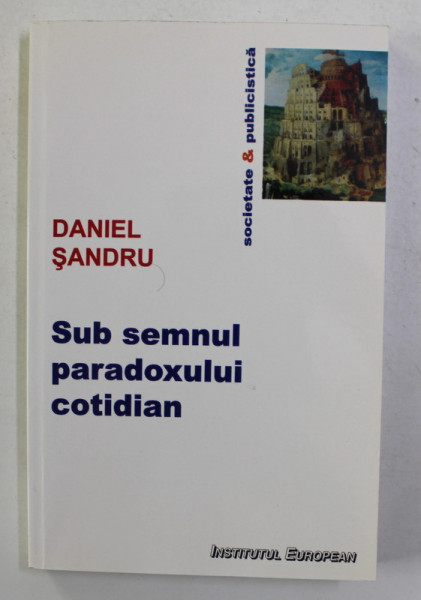 societate & publicistică
DANIEL
ŞANDRU
Sub semnul
paradoxului
cotidian
INSTITUTUL EUROPEAN